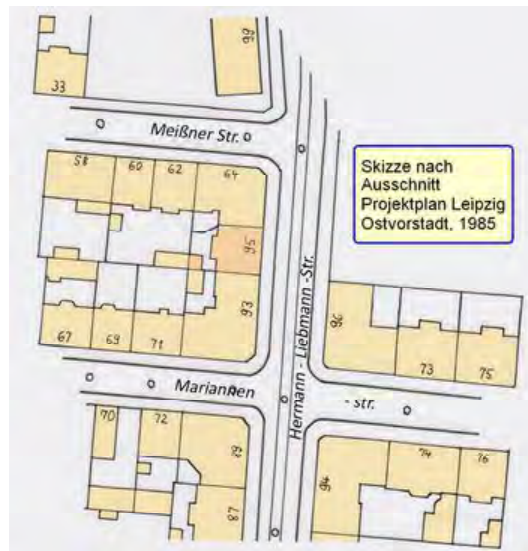 99
33
Meißner Str.
Skizze nach
Ausschnitt
Projektplan Leipzig
Ostvorstadt, 1985
58
60
62
64
95
Hermann - Liebmann -Str.
93
96
67
69
71
73
75
Mariannen
- str.
70
72
89
74
76
94
87